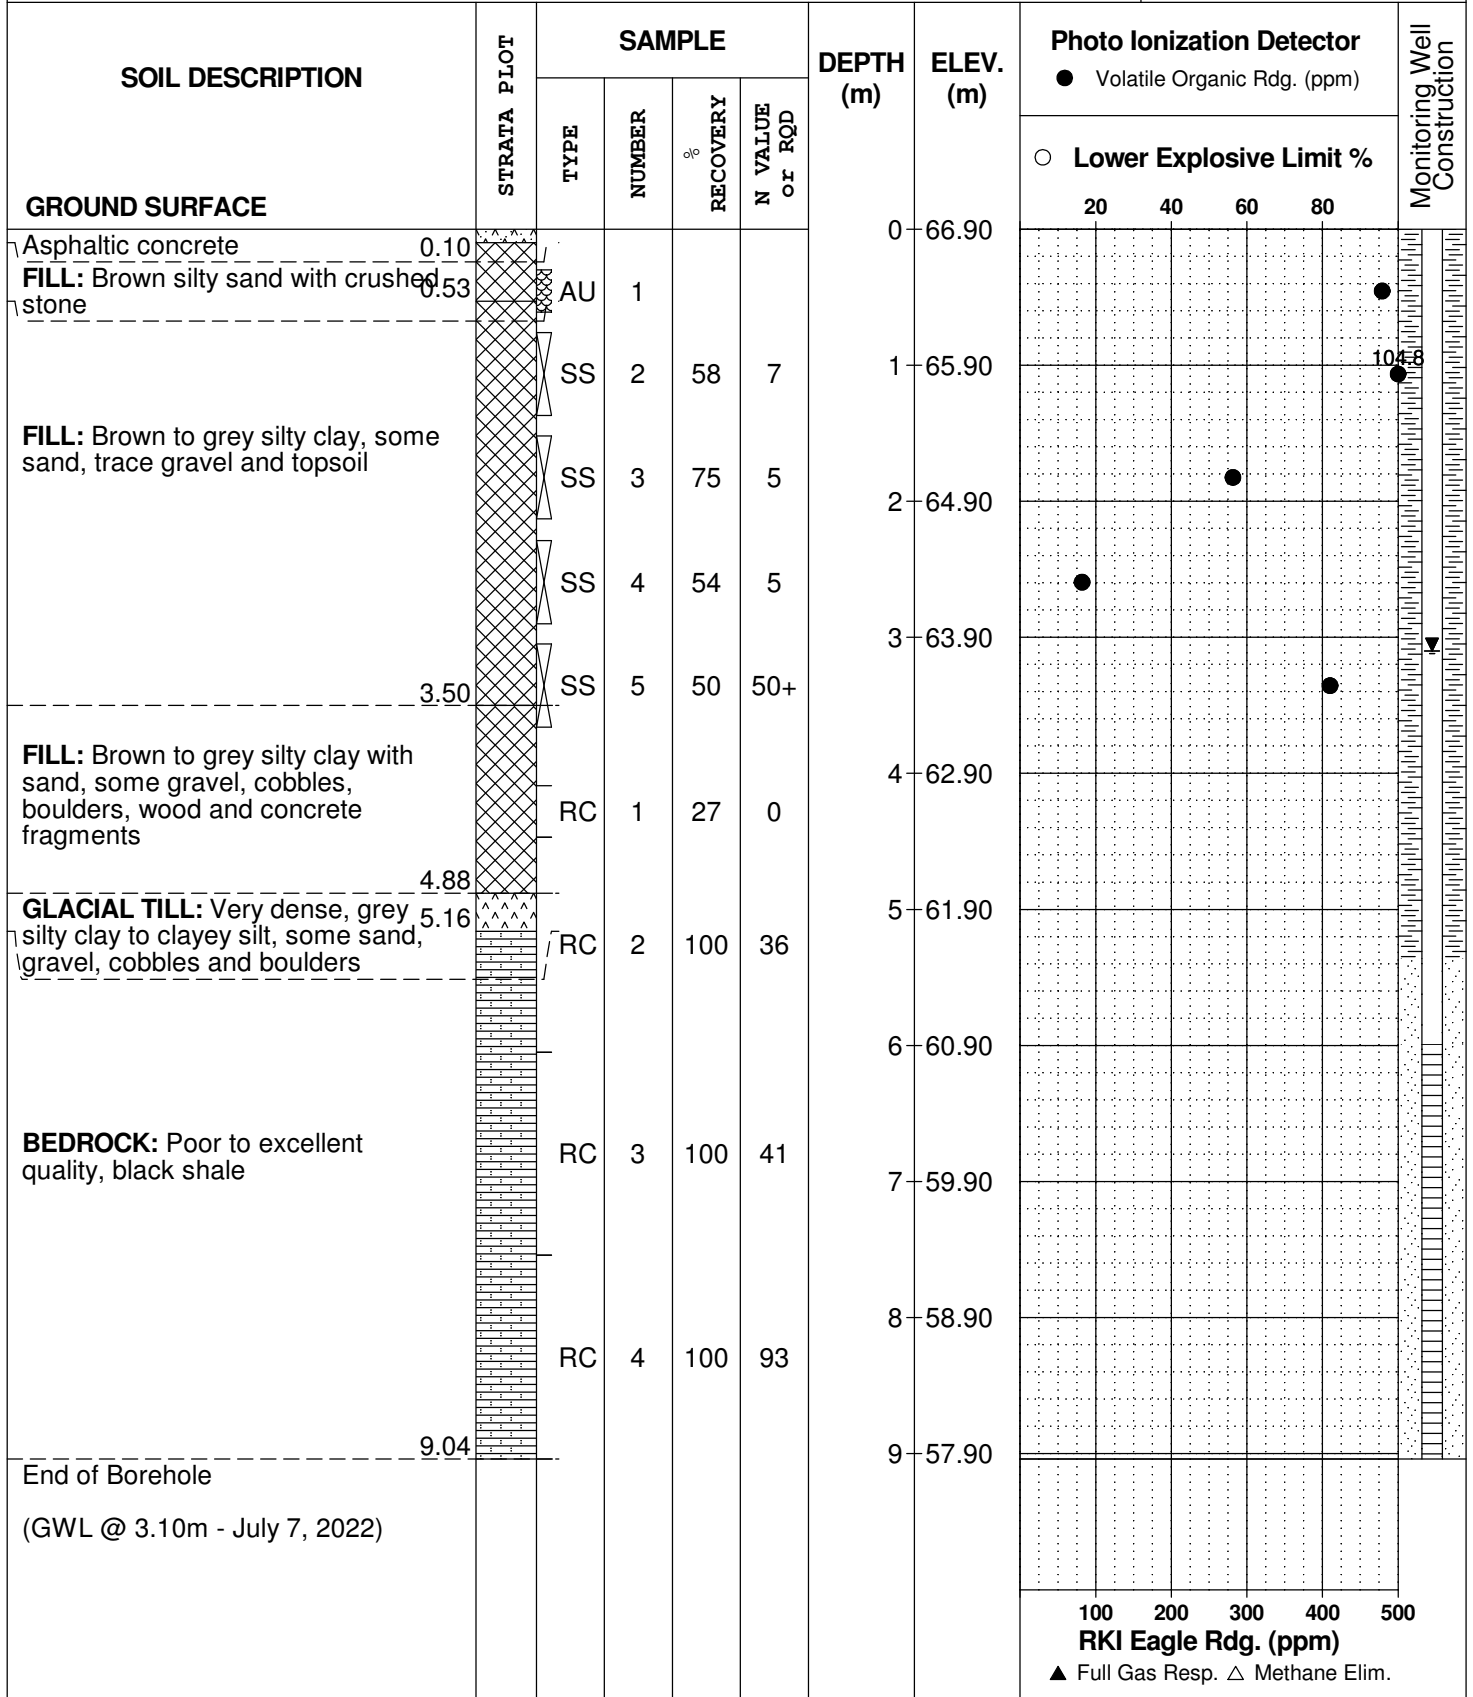 SOIL DESCRIPTION
GROUND SURFACE
STRATA PLOT
SAMPLE
TYPE
NUMBER
% RECOVERY
N VALUE
or RQD
DEPTH
(m)
ELEV.
(m)
Photo Ionization Detector
● Volatile Organic Rdg. (ppm)
○ Lower Explosive Limit %
20 40 60 80
Monitoring Well
Construction
0 66.90
Asphaltic concrete 0.10
FILL: Brown silty sand with crushed 0.53
stone
AU 1
1 65.90
104.8
SS 2 58 7
FILL: Brown to grey silty clay, some
sand, trace gravel and topsoil
SS 3 75 5
2 64.90
SS 4 54 5
3 63.90
SS 5 50 50+
3.50
FILL: Brown to grey silty clay with
sand, some gravel, cobbles,
boulders, wood and concrete
fragments
4 62.90
RC 1 27 0
4.88
GLACIAL TILL: Very dense, grey 5.16
silty clay to clayey silt, some sand,
gravel, cobbles and boulders
5 61.90
RC 2 100 36
6 60.90
BEDROCK: Poor to excellent
quality, black shale
RC 3 100 41
7 59.90
8 58.90
RC 4 100 93
9.04
9 57.90
End of Borehole
(GWL @ 3.10m - July 7, 2022)
100 200 300 400 500
RKI Eagle Rdg. (ppm)
▲ Full Gas Resp. △ Methane Elim.